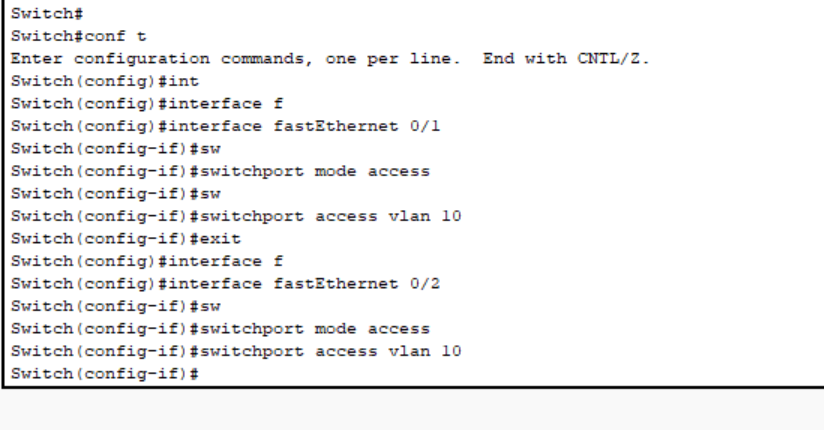 Switch#
Switch#conf t
Enter configuration commands, one per line.  End with CNTL/Z.
Switch(config)#int
Switch(config)#interface f
Switch(config)#interface fastEthernet 0/1
Switch(config-if)#sw
Switch(config-if)#switchport mode access
Switch(config-if)#sw
Switch(config-if)#switchport access vlan 10
Switch(config-if)#exit
Switch(config)#interface f
Switch(config)#interface fastEthernet 0/2
Switch(config-if)#sw
Switch(config-if)#switchport mode access
Switch(config-if)#switchport access vlan 10
Switch(config-if)#